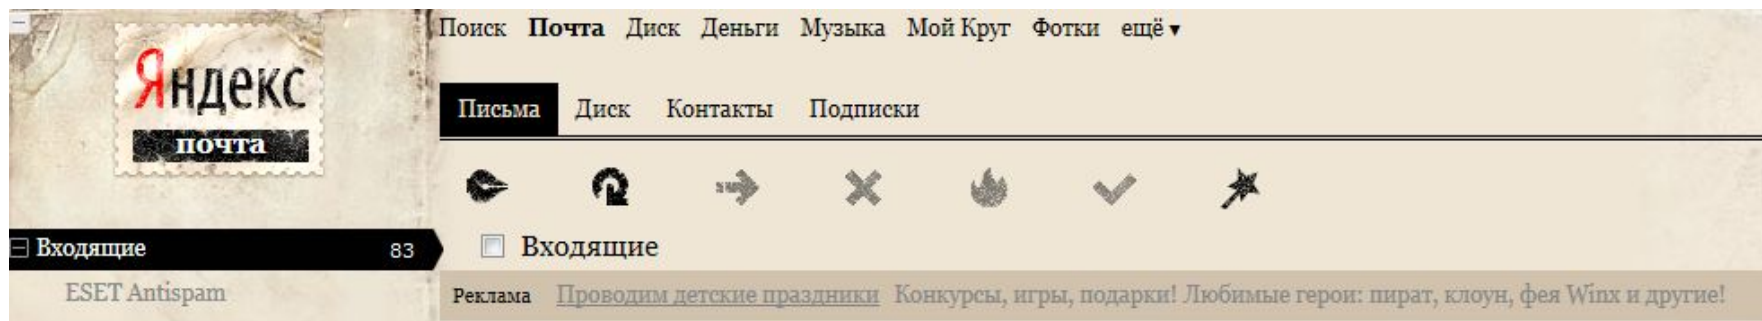 Поиск Почта Диск Деньги Музыка Мой Круг Фотки ещё ▾
Яндекс
почта
Письма Диск Контакты Подписки
Входящие 83
Входящие
ESET Antispam
Реклама Проводим детские праздники Конкурсы, игры, подарки! Любимые герои: пират, клоун, фея Winx и другие!